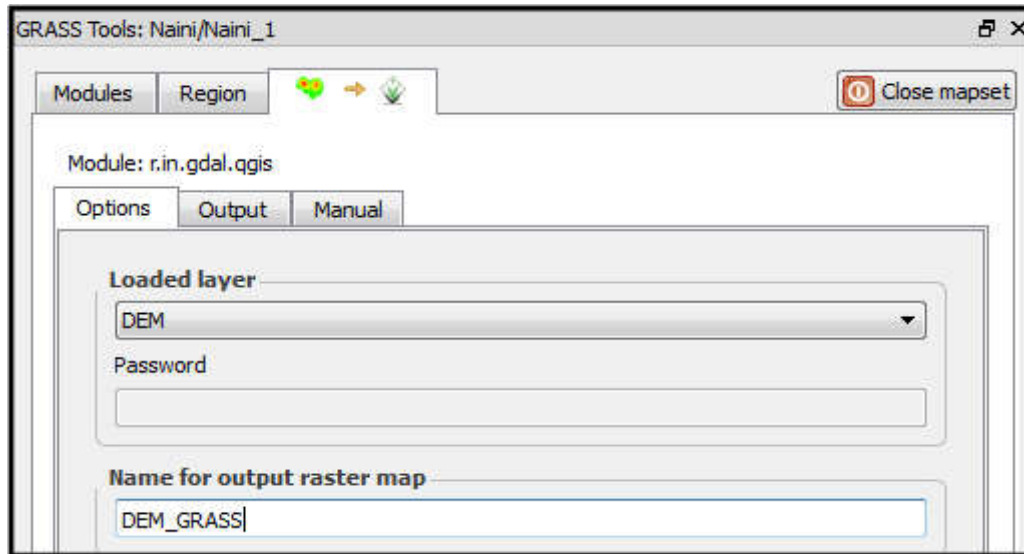 GRASS Tools: Naini/Naini_1
Modules Region Close mapset
Module: r.in.gdal.qgis
Options Output Manual
Loaded layer
DEM
Password
Name for output raster map
DEM_GRASS